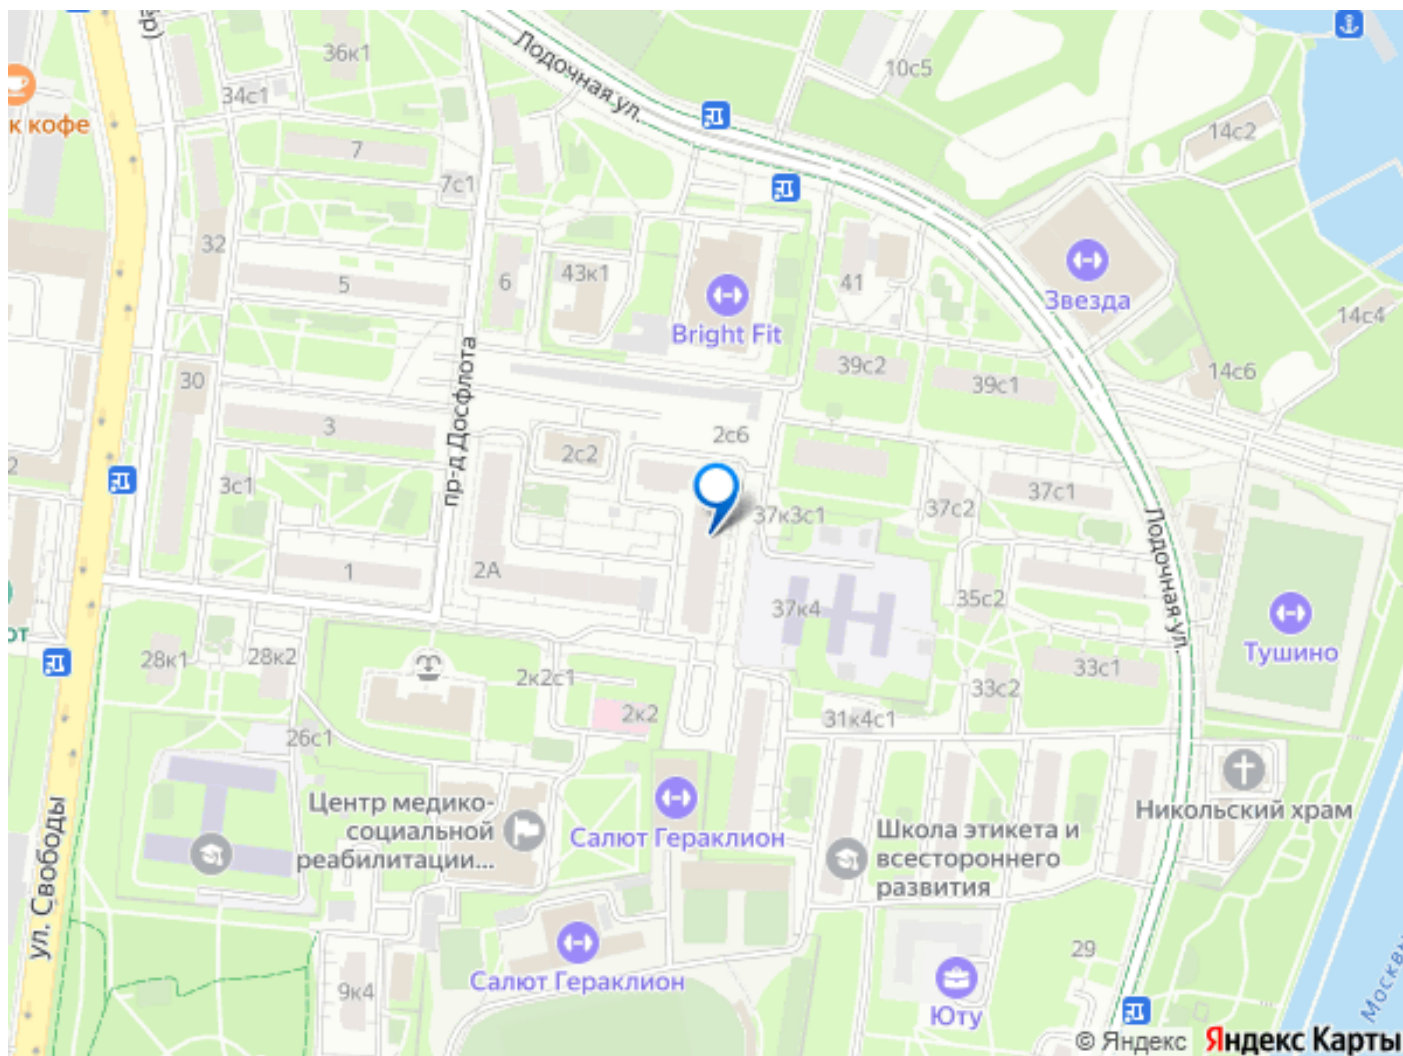 36к1
Лодочная ул.
10с5
34с1
к кофе
7
7с1
14с2
32
5
6
43к1
41
Bright Fit
Звезда
14с4
39с2
39с1
14с6
30
3
пр-д Досфлота
2с6
2с2
2
3с1
37к3с1
37с2
37с1
Лодочная ул.
1
2А
37к4
35с2
Тушино
от
28к1
28к2
2к2с1
2к2
33с2
33с1
31к4с1
26с1
Центр медико-
социальной
реабилитации...
Салют Гераклион
Школа этикета и
всестороннего
развития
Никольский храм
ул. Свободы
Салют Гераклион
9к4
29
Юту
Москвы
© Яндекс Яндекс Карты